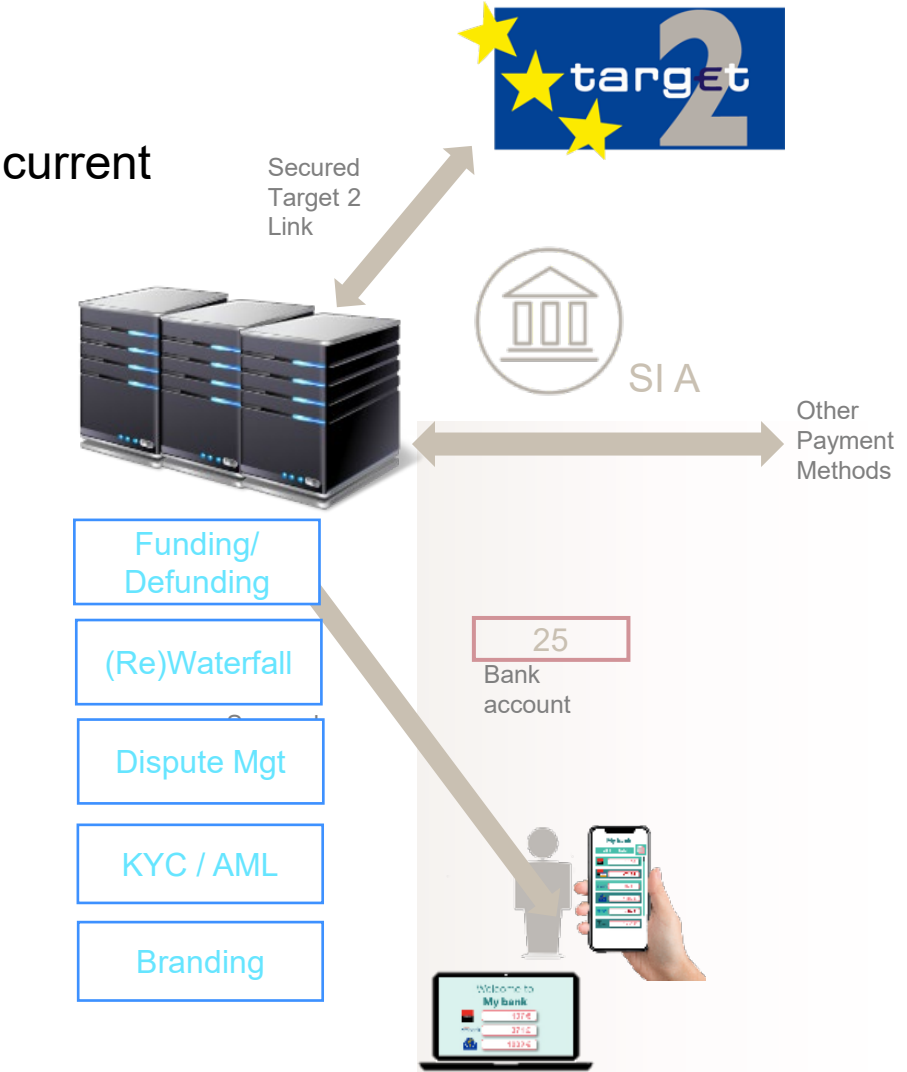 target
2
current
Secured
Target 2
Link
SI A
Other
Payment
Methods
Funding/
Defunding
(Re)Waterfall
25
Bank
account
Dispute Mgt
KYC / AML
Branding
My bank
Welcome to
My bank